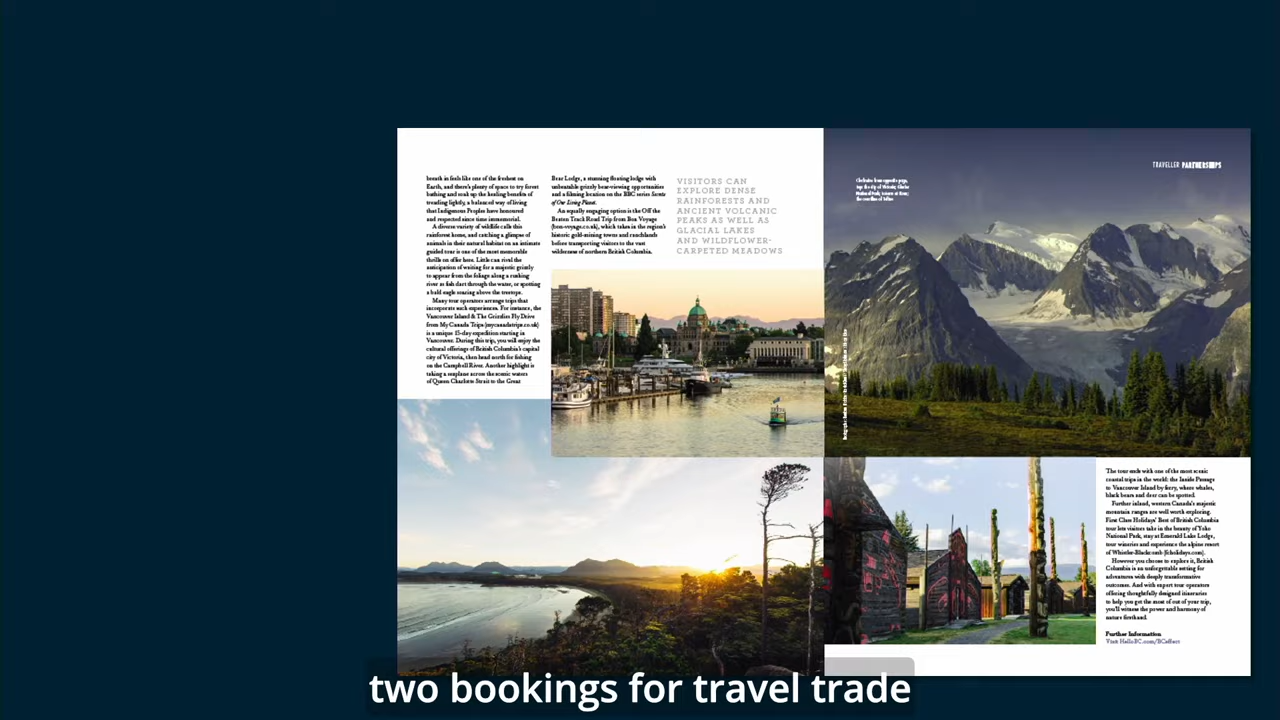 breath in feels like one of the freshest on
Earth, and there's plenty of space to try forest
bathing and soak up the healing benefits of
treading lightly, a balanced way of living
that Indigenous Peoples have honoured
and respected since time immemorial.
A diverse variety of wildlife calls this
rainforest home, and catching a glimpse of
animals in their natural habitat on an intimate
guided tour is one of the most memorable
thrills on offer here. Little can rival the
anticipation of waiting for a majestic grizzly
to appear from the foliage along a rushing
river as fish dart through the water, or spotting
a bald eagle soaring above the treetops.
Many tour operators arrange trips that
incorporate such experiences. For instance, the
Vancouver Island & The Grizzlies Fly Drive
from My Canada Trips (mycanadatrips.co.uk)
is a unique 15-day expedition starting in
Vancouver. During this trip, you will enjoy the
cultural offerings of British Columbia's capital
city of Victoria, then head north for fishing
on the Campbell River. Another highlight is
taking a seaplane across the scenic waters
of Queen Charlotte Strait to the Great
Bear Lodge, a stunning floating lodge with
unbeatable grizzly bear-viewing opportunities
and a filming location on the BBC series Secrets
of Our Living Planet.
An equally engaging option is the Off the
Beaten Track Road Trip from Bon Voyage
(bon-voyage.co.uk), which takes in the region's
historic gold-mining towns and ranchlands
before transporting visitors to the vast
wilderness of northern British Columbia.
VISITORS CAN
EXPLORE DENSE
RAINFORESTS AND
ANCIENT VOLCANIC
PEAKS AS WELL AS
GLACIAL LAKES
AND WILDFLOWER-
CARPETED MEADOWS
TRAVELLER PARTNERSHIPS
Clockwise from opposite page,
The tour ends with one of the most scenic
coastal trips in the world: the Inside Passage
to Vancouver Island by ferry, where whales,
black bears and deer can be spotted.
Further inland, western Canada's majestic
mountain ranges are well worth exploring.
First Class Holidays' Best of British Columbia
tour lets visitors take in the beauty of Yoho
National Park, stay at Emerald Lake Lodge,
tour wineries and experience the alpine resort
of Whistler-Blackcomb (fcholidays.com).
However you choose to explore it, British
Columbia is an unforgettable setting for
adventures with deeply transformative
outcomes. And with expert tour operators
offering thoughtfully designed itineraries
to help you get the most of out of your trip,
you'll witness the power and harmony of
nature firsthand.
Further Information
Visit HelloBC.com/BCeffect
two bookings for travel trade